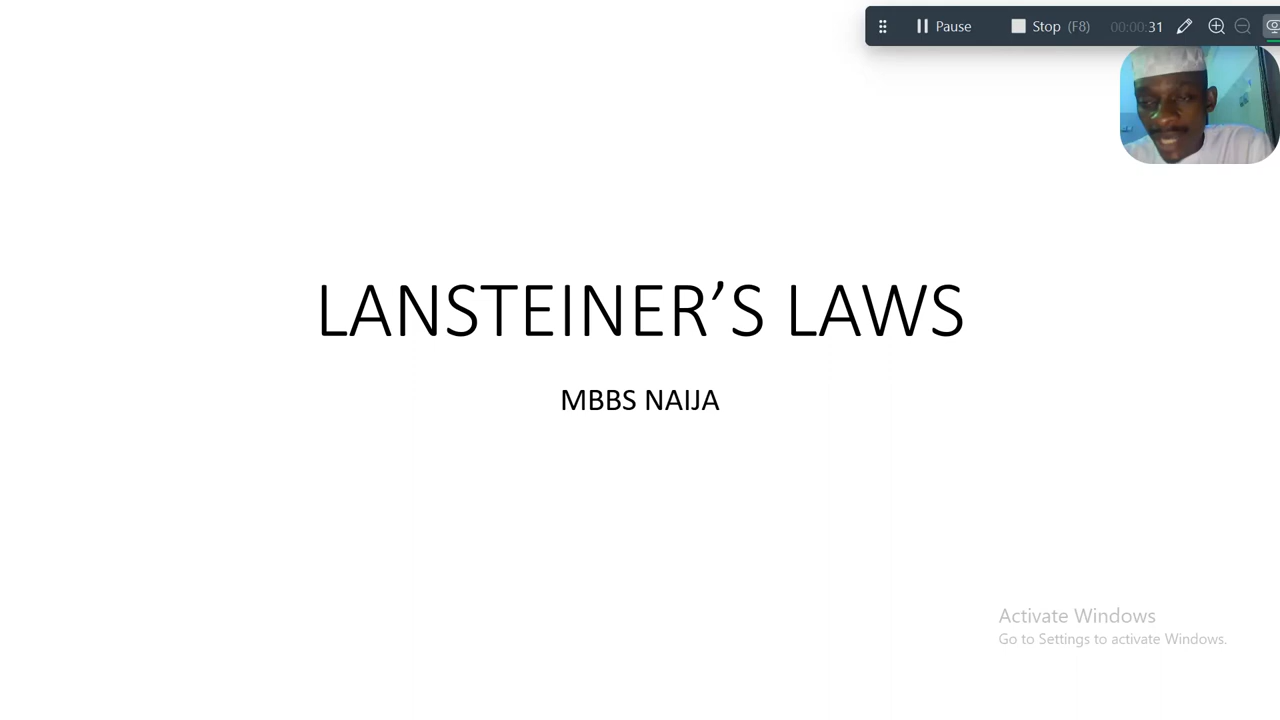 Pause
Stop (F8)
00:00:31
LANSTEINER’S LAWS
MBBS NAIJA
Activate Windows
Go to Settings to activate Windows.